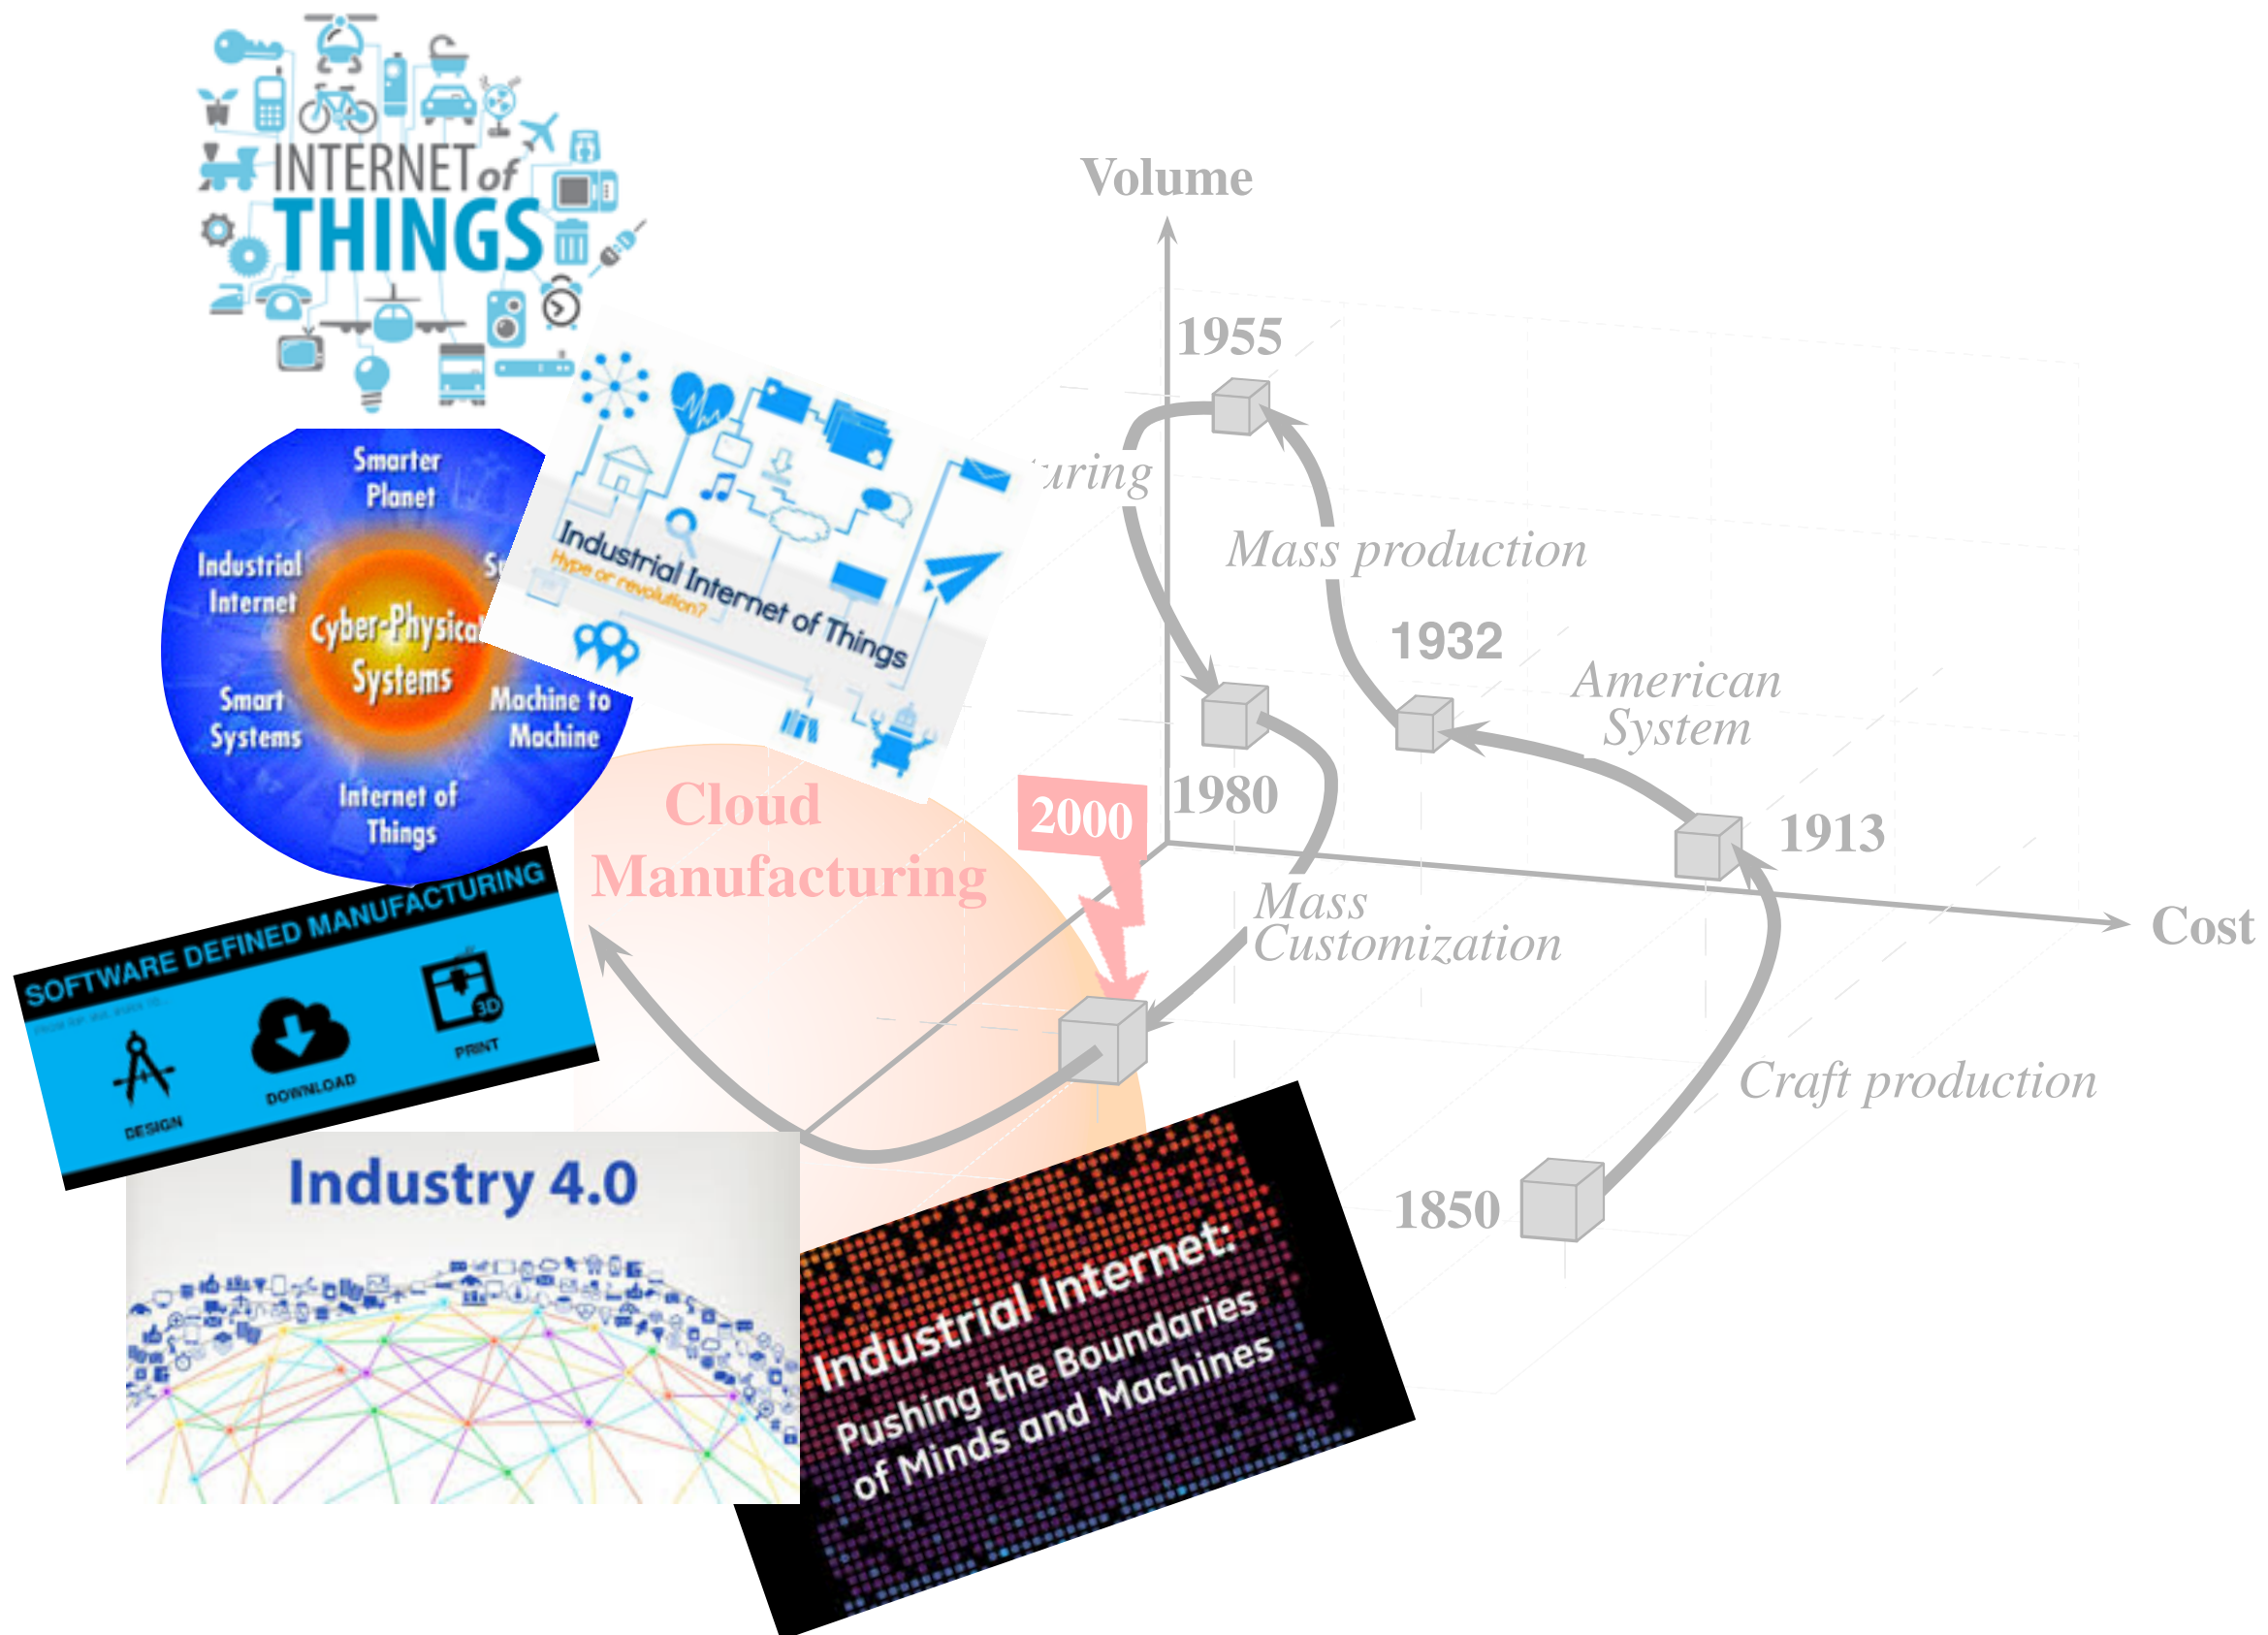 INTERNET of
THINGS
Volume
1955
uring
Mass production
1932
American
System
1980
1913
2000
Cost
Mass
Customization
Craft production
1850
Cloud
Manufacturing
Smarter
Planet
Industrial
Internet
Cyber-Physical
Systems
Smart
Systems
Machine to
Machine
Internet of
Things
Industrial Internet of Things
Hype or revolution?
SOFTWARE DEFINED MANUFACTURING
DESIGN
DOWNLOAD
3D
PRINT
Industry 4.0
Industrial Internet:
Pushing the Boundaries
of Minds and Machines